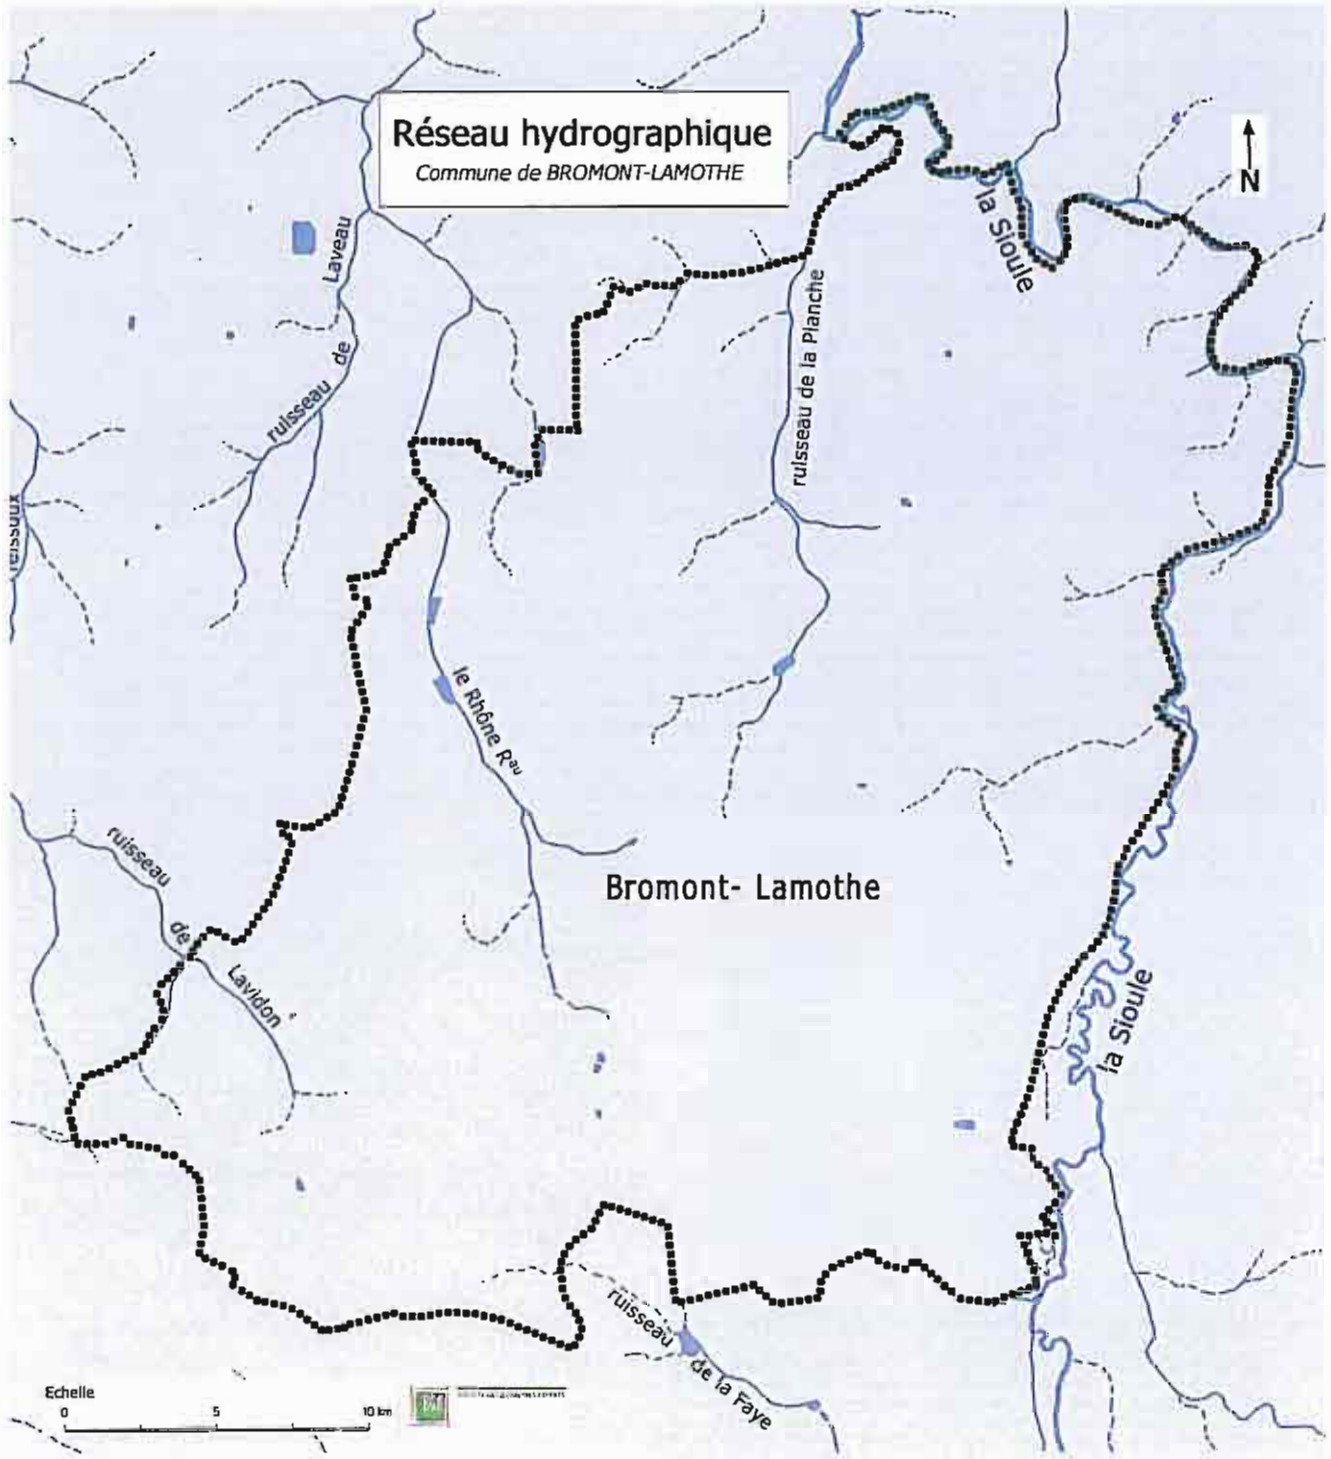 Réseau hydrographique
Commune de BROMONT-LAMOTHE
N
la Sioule
Laveau
de
ruisseau
ruisseau de la Planche
le Rhône Rau
ruisseau
de
Lavidon
Bromont- Lamothe
la Sioule
ruisseau
de la Faye
Echelle
0 5 10 km